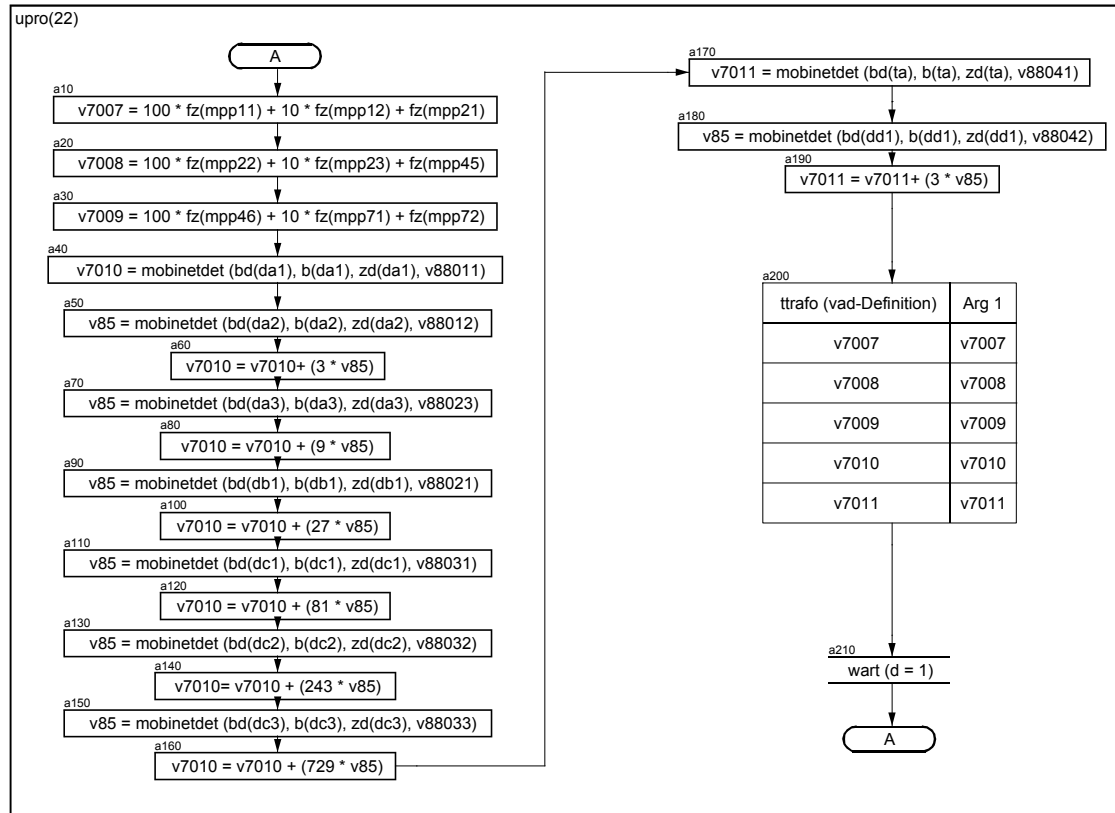 upro(22)
A
a10
v7007 = 100 * fz(mpp11) + 10 * fz(mpp12) + fz(mpp21)
a20
v7008 = 100 * fz(mpp22) + 10 * fz(mpp23) + fz(mpp45)
a30
v7009 = 100 * fz(mpp46) + 10 * fz(mpp71) + fz(mpp72)
a40
v7010 = mobinetdet (bd(da1), b(da1), zd(da1), v88011)
a50
v85 = mobinetdet (bd(da2), b(da2), zd(da2), v88012)
a60
v7010 = v7010+ (3 * v85)
a70
v85 = mobinetdet (bd(da3), b(da3), zd(da3), v88023)
a80
v7010 = v7010 + (9 * v85)
a90
v85 = mobinetdet (bd(db1), b(db1), zd(db1), v88021)
a100
v7010 = v7010 + (27 * v85)
a110
v85 = mobinetdet (bd(dc1), b(dc1), zd(dc1), v88031)
a120
v7010 = v7010 + (81 * v85)
a130
v85 = mobinetdet (bd(dc2), b(dc2), zd(dc2), v88032)
a140
v7010= v7010 + (243 * v85)
a150
v85 = mobinetdet (bd(dc3), b(dc3), zd(dc3), v88033)
a160
v7010 = v7010 + (729 * v85)
a170
v7011 = mobinetdet (bd(ta), b(ta), zd(ta), v88041)
a180
v85 = mobinetdet (bd(dd1), b(dd1), zd(dd1), v88042)
a190
v7011 = v7011+ (3 * v85)
a200
ttrafo (vad-Definition) Arg 1
v7007 v7007
v7008 v7008
v7009 v7009
v7010 v7010
v7011 v7011
a210
wart (d = 1)
A